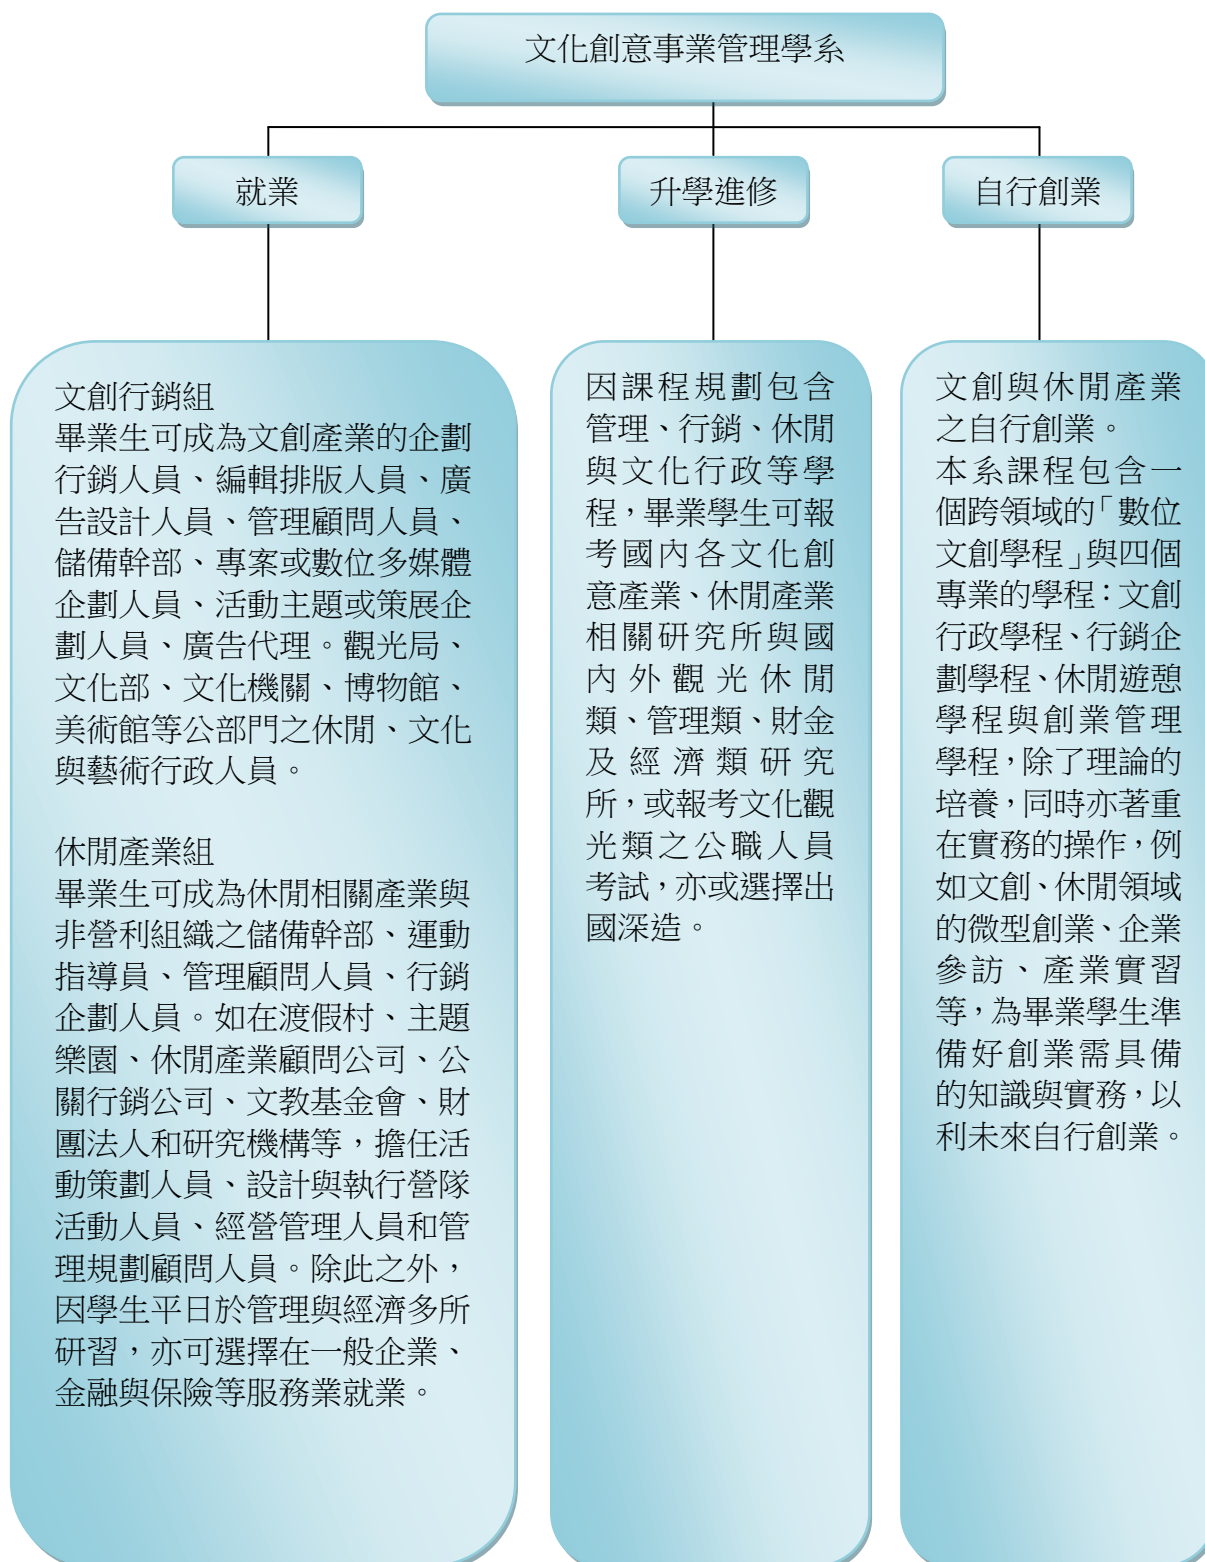 文化創意事業管理學系
就業
升學進修
自行創業
文創行銷組
畢業生可成為文創產業的企劃
行銷人員、編輯排版人員、廣
告設計人員、管理顧問人員、
儲備幹部、專案或數位多媒體
企劃人員、活動主題或策展企
劃人員、廣告代理。觀光局、
文化部、文化機關、博物館、
美術館等公部門之休閒、文化
與藝術行政人員。
休閒產業組
畢業生可成為休閒相關產業與
非營利組織之儲備幹部、運動
指導員、管理顧問人員、行銷
企劃人員。如在渡假村、主題
樂園、休閒產業顧問公司、公
關行銷公司、文教基金會、財
團法人和研究機構等，擔任活
動策劃人員、設計與執行營隊
活動人員、經營管理人員和管
理規劃顧問人員。除此之外，
因學生平日於管理與經濟多所
研習，亦可選擇在一般企業、
金融與保險等服務業就業。
因課程規劃包含
管理、行銷、休閒
與文化行政等學
程，畢業學生可報
考國內各文化創
意產業、休閒產業
相關研究所與國
內外觀光休閒
類、管理類、財金
及經濟類研究
所，或報考文化觀
光類之公職人員
考試，亦或選擇出
國深造。
文創與休閒產業
之自行創業。
本系課程包含一
個跨領域的「數位
文創學程」與四個
專業的學程：文創
行政學程、行銷企
劃學程、休閒遊憩
學程與創業管理
學程，除了理論的
培養，同時亦著重
在實務的操作，例
如文創、休閒領域
的微型創業、企業
參訪、產業實習
等，為畢業學生準
備好創業需具備
的知識與實務，以
利未來自行創業。